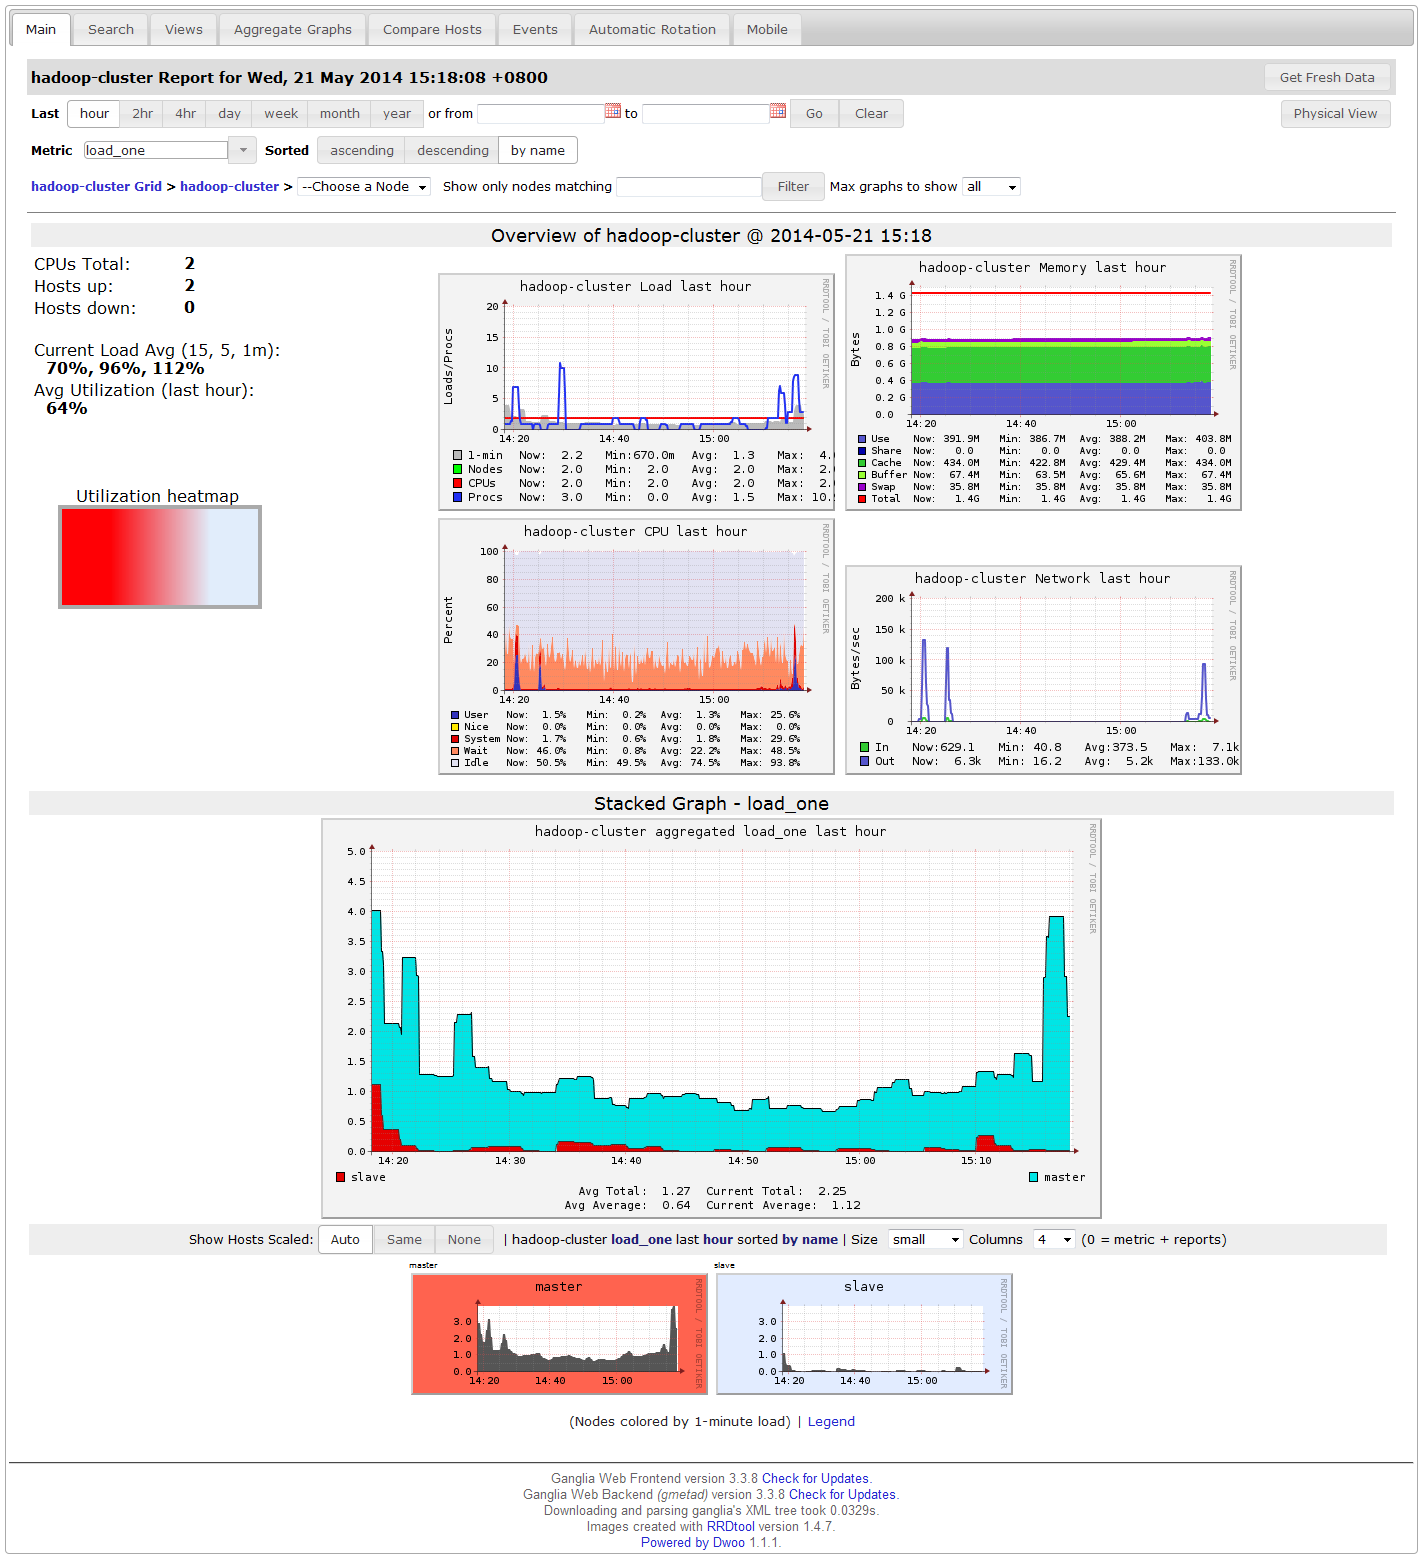 Main Search Views Aggregate Graphs Compare Hosts Events Automatic Rotation Mobile
hadoop-cluster Report for Wed, 21 May 2014 15:18:08 +0800 Get Fresh Data
Last hour 2hr 4hr day week month year or from to Go Clear Physical View
Metric load_one Sorted ascending descending by name
hadoop-cluster Grid > hadoop-cluster > --Choose a Node Show only nodes matching Filter Max graphs to show all
Overview of hadoop-cluster @ 2014-05-21 15:18
CPUs Total: 2
Hosts up: 2
Hosts down: 0
Current Load Avg (15, 5, 1m):
70%, 96%, 112%
Avg Utilization (last hour):
64%
Utilization heatmap
hadoop-cluster Load last hour
RRDTOOL / TOBI OETIKER
Loads/Procs
20
15
10
5
0
14:20 14:40 15:00
1-min Now: 2.2 Min:670.0m Avg: 1.3 Max: 4.
Nodes Now: 2.0 Min: 2.0 Avg: 2.0 Max: 2.
CPUs Now: 2.0 Min: 2.0 Avg: 2.0 Max: 2.
Procs Now: 3.0 Min: 0.0 Avg: 1.5 Max: 10.
hadoop-cluster Memory last hour
RRDTOOL / TOBI OETIKER
Bytes
1.4 G
1.2 G
1.0 G
0.8 G
0.6 G
0.4 G
0.2 G
0.0
14:20 14:40 15:00
Use Now: 391.9M Min: 386.7M Avg: 388.2M Max: 403.8M
Share Now: 0.0 Min: 0.0 Avg: 0.0 Max: 0.0
Cache Now: 434.0M Min: 422.8M Avg: 429.4M Max: 434.0M
Buffer Now: 67.4M Min: 63.5M Avg: 65.6M Max: 67.4M
Swap Now: 35.8M Min: 35.8M Avg: 35.8M Max: 35.8M
Total Now: 1.4G Min: 1.4G Avg: 1.4G Max: 1.4G
hadoop-cluster CPU last hour
RRDTOOL / TOBI OETIKER
Percent
100
80
60
40
20
0
14:20 14:40 15:00
User Now: 1.5% Min: 0.2% Avg: 1.3% Max: 25.6%
Nice Now: 0.0% Min: 0.0% Avg: 0.0% Max: 0.0%
System Now: 1.7% Min: 0.6% Avg: 1.8% Max: 29.6%
Wait Now: 46.0% Min: 0.8% Avg: 22.2% Max: 48.5%
Idle Now: 50.5% Min: 49.5% Avg: 74.5% Max: 93.8%
hadoop-cluster Network last hour
RRDTOOL / TOBI OETIKER
Bytes/sec
200 k
150 k
100 k
50 k
0
14:20 14:40 15:00
In Now:629.1 Min: 40.8 Avg:373.5 Max: 7.1k
Out Now: 6.3k Min: 16.2 Avg: 5.2k Max:133.0k
Stacked Graph - load_one
hadoop-cluster aggregated load_one last hour
RRDTOOL / TOBI OETIKER
5.0
4.5
4.0
3.5
3.0
2.5
2.0
1.5
1.0
0.5
0.0
14:20 14:30 14:40 14:50 15:00 15:10
slave master
Avg Total: 1.27 Current Total: 2.25
Avg Average: 0.64 Current Average: 1.12
Show Hosts Scaled: Auto Same None | hadoop-cluster load_one last hour sorted by name | Size small Columns 4 (0 = metric + reports)
master
master
RRDTOOL / TOBI OETIKER
3.0
2.0
1.0
0.0
14:20 14:40 15:00
slave
slave
RRDTOOL / TOBI OETIKER
3.0
2.0
1.0
0.0
14:20 14:40 15:00
(Nodes colored by 1-minute load) | Legend
Ganglia Web Frontend version 3.3.8 Check for Updates.
Ganglia Web Backend (gmetad) version 3.3.8 Check for Updates.
Downloading and parsing ganglia's XML tree took 0.0329s.
Images created with RRDtool version 1.4.7.
Powered by Dwoo 1.1.1.